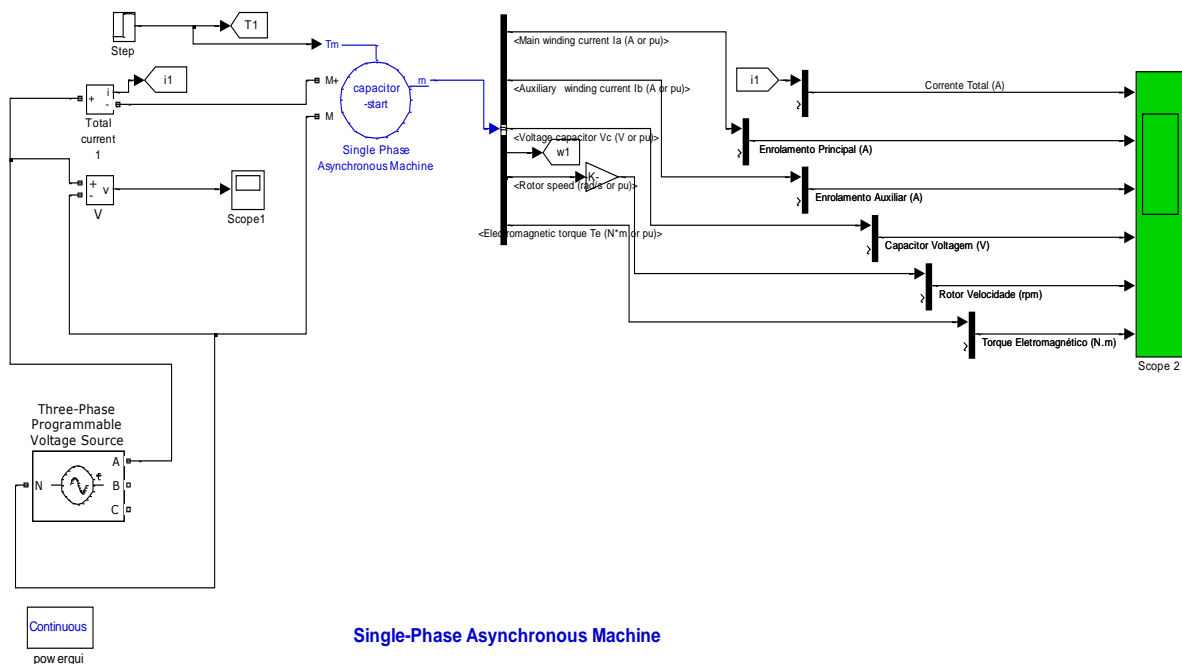 T1
Step
Tm
<Main winding current Ia (A or pu)>
i1
M+
m
i1
Corrente Total (A)
i
+
-
capacitor
-start
<Auxiliary winding current Ib (A or pu)>
Total
current
1
M
Single Phase
Asynchronous Machine
<Voltage capacitor Vc (V or pu)>
w1
Enrolamento Principal (A)
+
-
v
V
Scope1
K-
<Rotor speed (rad/s or pu)>
Enrolamento Auxiliar (A)
<Electromagnetic torque Te (N*m or pu)>
Capacitor Voltagem (V)
Rotor Velocidade (rpm)
Torque Eletromagnético (N.m)
Scope 2
Three-Phase
Programmable
Voltage Source
A
N
B
C
Continuous
powergui
Single-Phase Asynchronous Machine